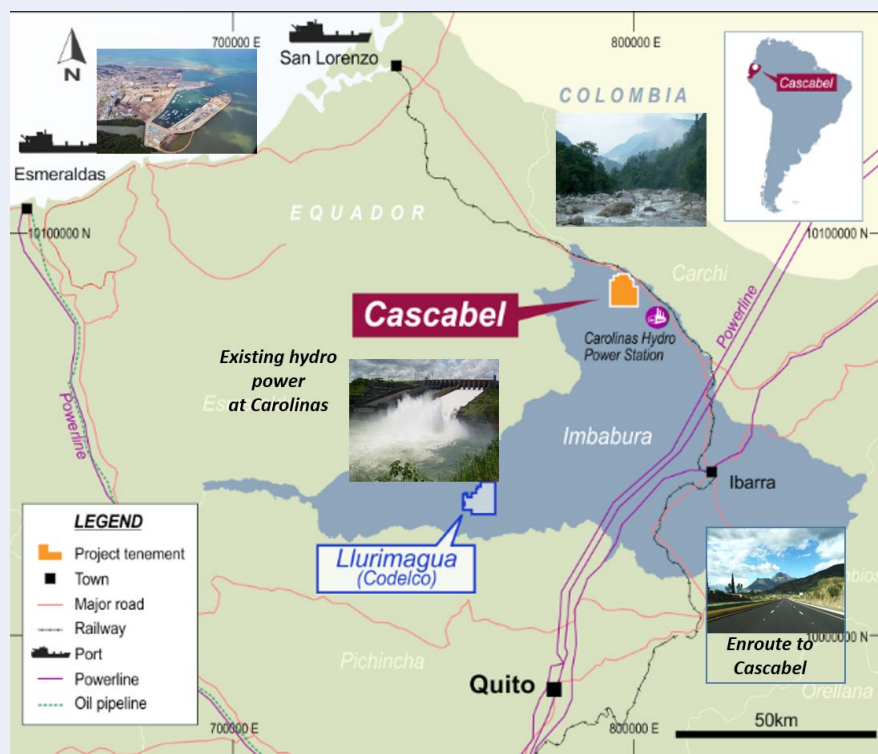 700000 E
800000 E
San Lorenzo
N
COLOMBIA
Cascabel
Esmeraldas
EQUADOR
10100000 N
10100000 N
Carchi
Powerline
Cascabel
Carolinas Hydro
Power Station
Existing hydro
power
at Carolinas
Powerline
Imbabura
Ibarra
LEGEND
Project tenement
Town
Major road
Railway
Port
Powerline
Oil pipeline
Llurimagua
(Codelco)
Enroute to
Cascabel
10000000 N
Pichincha
Quito
Orellana
700000 E
800000 E
50km